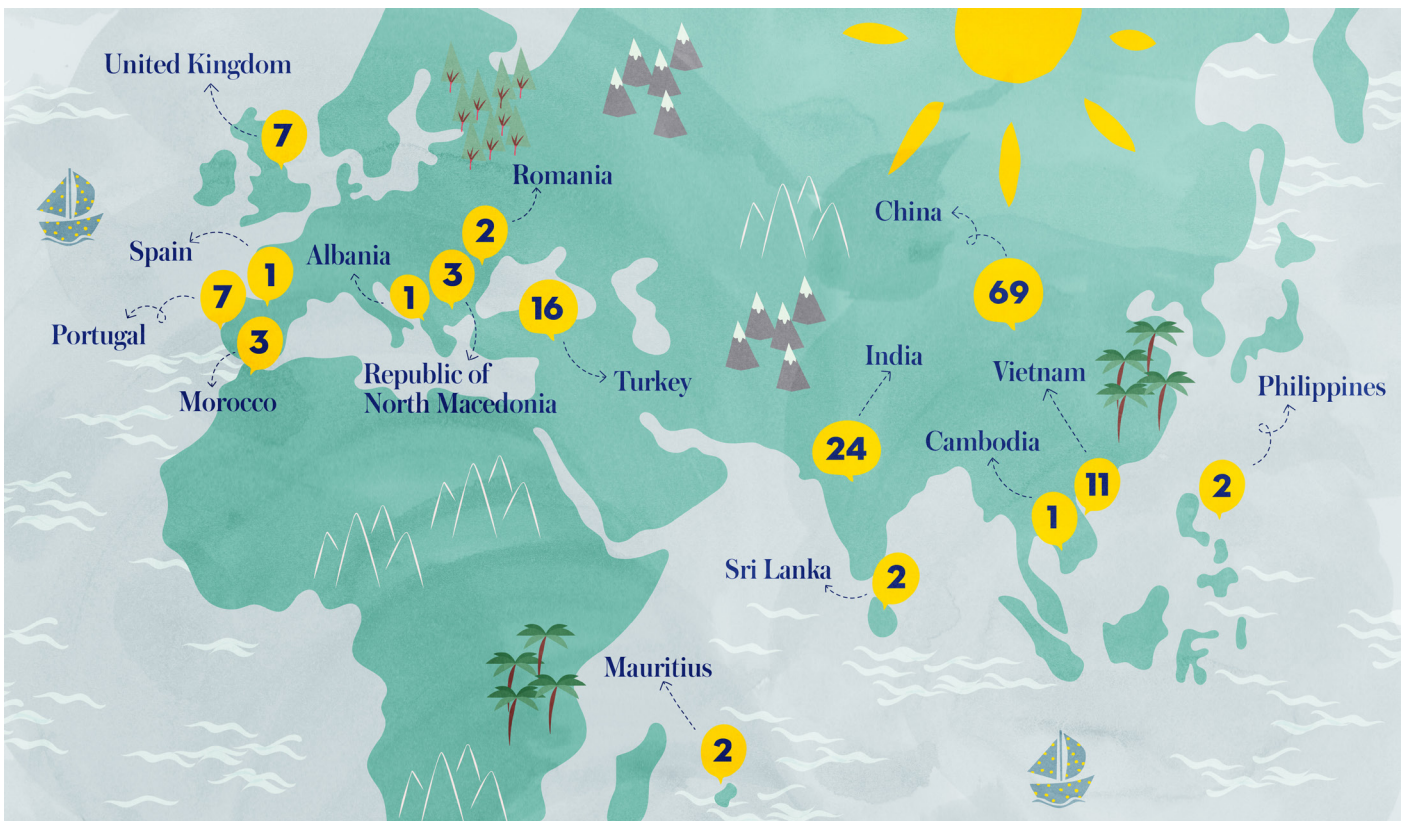 United Kingdom
7
Romania
2
Spain
1
Albania
1
3
Republic of
North Macedonia
7
Portugal
3
Morocco
16
Turkey
China
69
India
24
Vietnam
11
Cambodia
1
Philippines
2
Sri Lanka
2
Mauritius
2